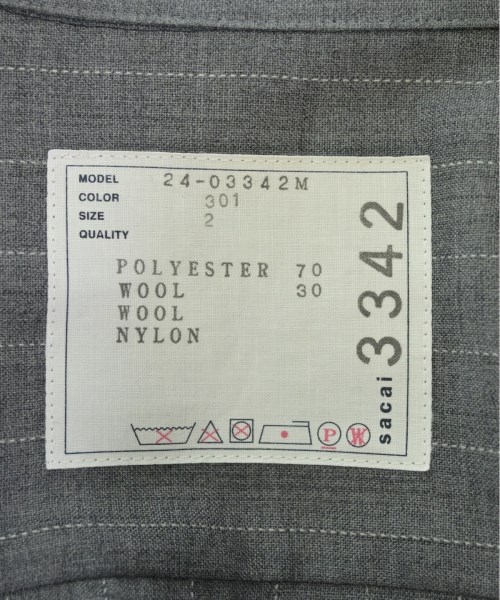 MODEL 24-03342M
COLOR 301
SIZE 2
QUALITY
POLYESTER 70
WOOL 30
WOOL
NYLON
P W
sacai 3342